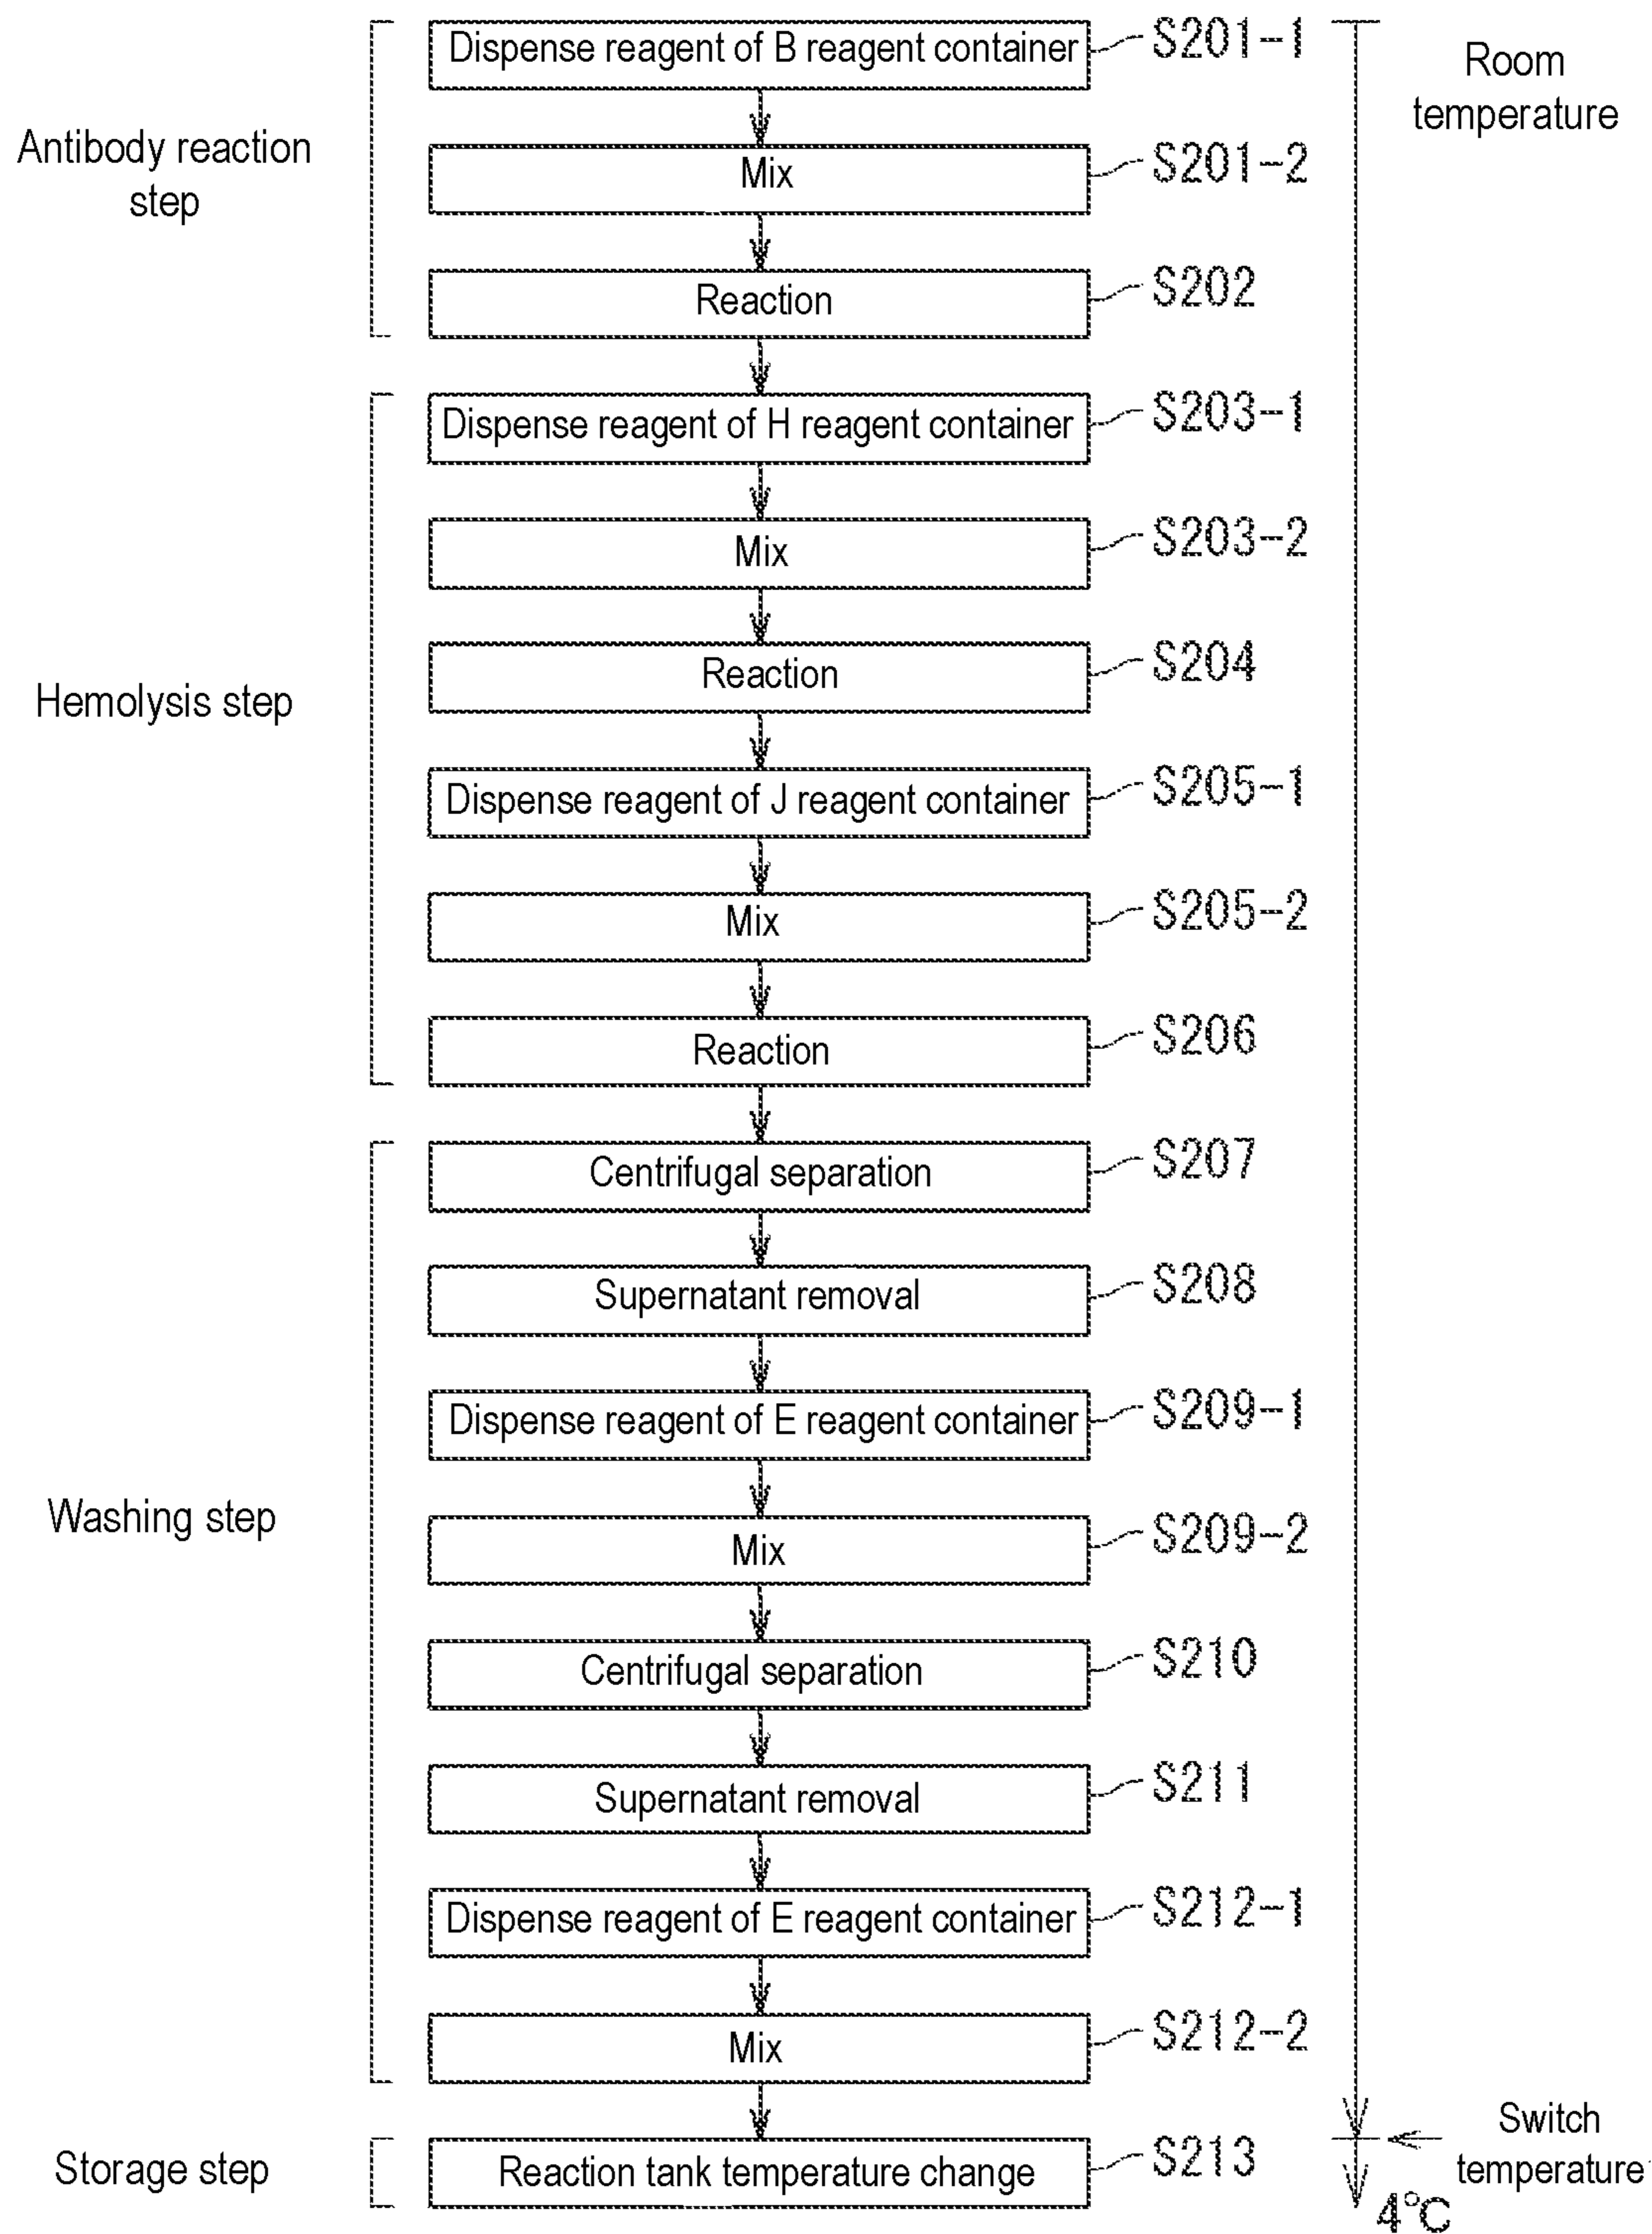 Dispense reagent of B reagent container
S201-1
Room
temperature
Antibody reaction
step
Mix
S201-2
Reaction
S202
Dispense reagent of H reagent container
S203-1
Mix
S203-2
Hemolysis step
Reaction
S204
Dispense reagent of J reagent container
S205-1
Mix
S205-2
Reaction
S206
Centrifugal separation
S207
Supernatant removal
S208
Dispense reagent of E reagent container
S209-1
Washing step
Mix
S209-2
Centrifugal separation
S210
Supernatant removal
S211
Dispense reagent of E reagent container
S212-1
Mix
S212-2
Storage step
Reaction tank temperature change
S213
Switch
temperature
4°C